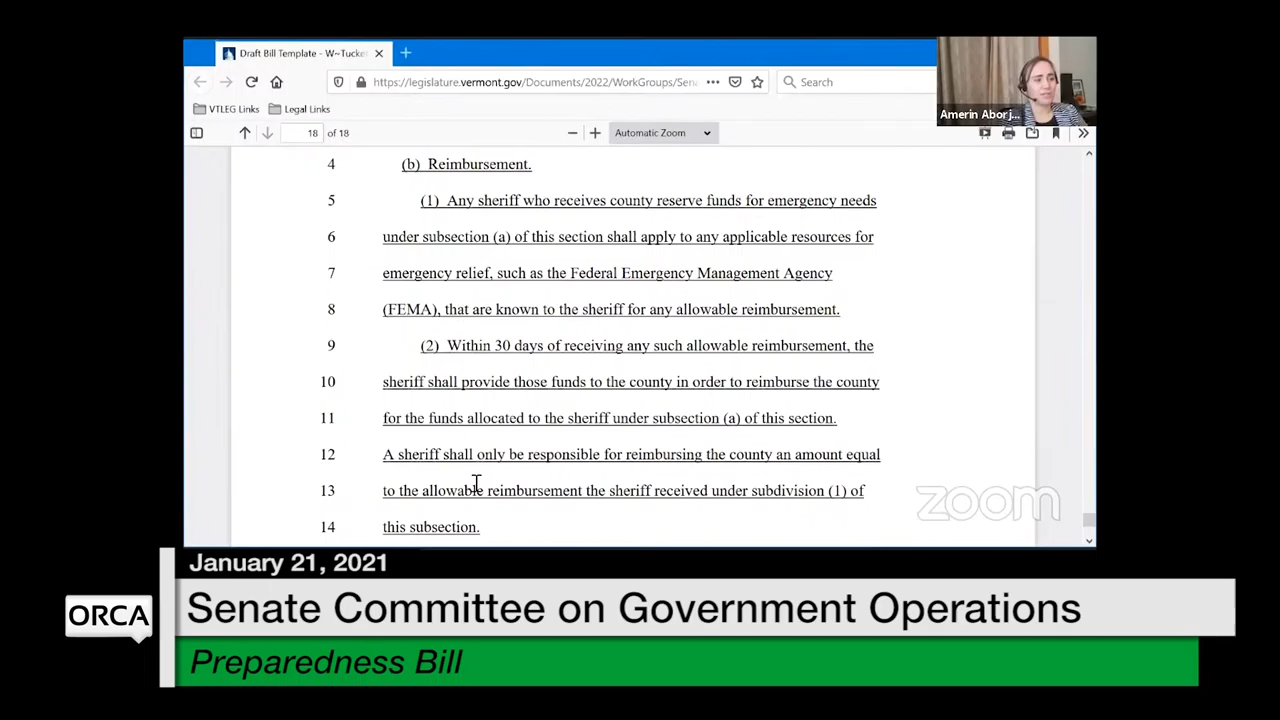 Draft Bill Template - W~Tucke
https://legislature.vermont.gov/Documents/2022/WorkGroups/Sen
Search
VTLEG Links
Legal Links
Amerin Aborj...
18 of 18
Automatic Zoom
4 (b) Reimbursement.
5 (1) Any sheriff who receives county reserve funds for emergency needs
6 under subsection (a) of this section shall apply to any applicable resources for
7 emergency relief, such as the Federal Emergency Management Agency
8 (FEMA), that are known to the sheriff for any allowable reimbursement.
9 (2) Within 30 days of receiving any such allowable reimbursement, the
10 sheriff shall provide those funds to the county in order to reimburse the county
11 for the funds allocated to the sheriff under subsection (a) of this section.
12 A sheriff shall only be responsible for reimbursing the county an amount equal
13 to the allowable reimbursement the sheriff received under subdivision (1) of
14 this subsection.
zoom
January 21, 2021
ORCA
Senate Committee on Government Operations
Preparedness Bill